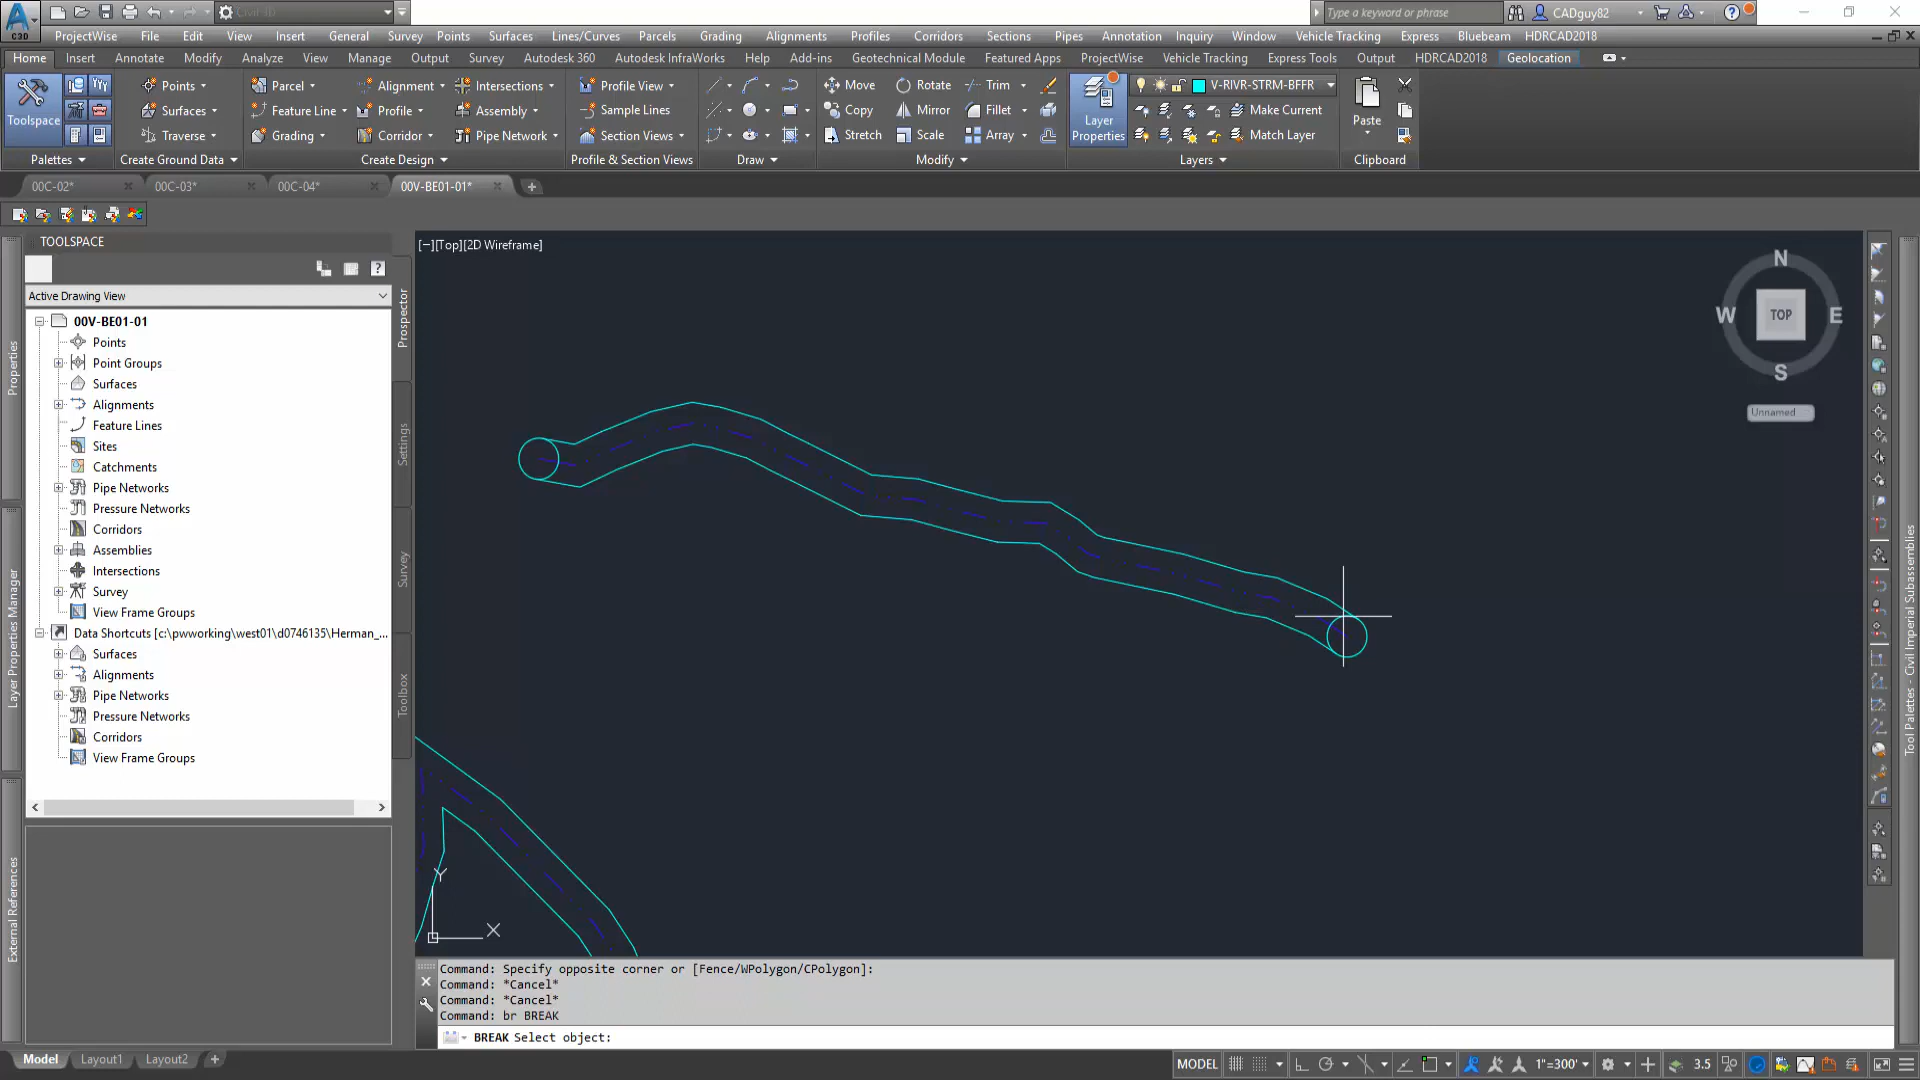 C3D
Civil 3D
Type a keyword or phrase
CADguy82
ProjectWise File Edit View Insert General Survey Points Surfaces Lines/Curves Parcels Grading Alignments Profiles Corridors Sections Pipes Annotation Inquiry Window Vehicle Tracking Express Bluebeam HDRCAD2018
Home Insert Annotate Modify Analyze View Manage Output Survey Autodesk 360 Autodesk InfraWorks Help Add-ins Geotechnical Module Featured Apps ProjectWise Vehicle Tracking Express Tools Output HDRCAD2018 Geolocation
Toolspace
Points Parcel Alignment Intersections Profile View Move Rotate Trim V-RIVR-STRM-BFFR
Surfaces Feature Line Profile Assembly Sample Lines Copy Mirror Fillet Make Current
Traverse Grading Corridor Pipe Network Section Views Stretch Scale Array Match Layer
Layer
Properties
Paste
Palettes Create Ground Data Create Design Profile & Section Views Draw Modify Layers Clipboard
00C-02* 00C-03* 00C-04* 00V-BE01-01*
TOOLSPACE
Active Drawing View
00V-BE01-01
Points
Point Groups
Surfaces
Alignments
Feature Lines
Sites
Catchments
Pipe Networks
Pressure Networks
Corridors
Assemblies
Intersections
Survey
View Frame Groups
Data Shortcuts [c:\pwworking\west01\d0746135\Herman_...
Surfaces
Alignments
Pipe Networks
Pressure Networks
Corridors
View Frame Groups
Prospector
Settings
Survey
Toolbox
Properties
Layer Properties Manager
External References
[−][Top][2D Wireframe]
N
W TOP E
S
Unnamed
Y
X
Tool Palettes - Civil Imperial Subassemblies
Command: Specify opposite corner or [Fence/WPolygon/CPolygon]:
Command: *Cancel*
Command: *Cancel*
Command: br BREAK
BREAK Select object:
Model Layout1 Layout2
MODEL 1"=300' 3.5